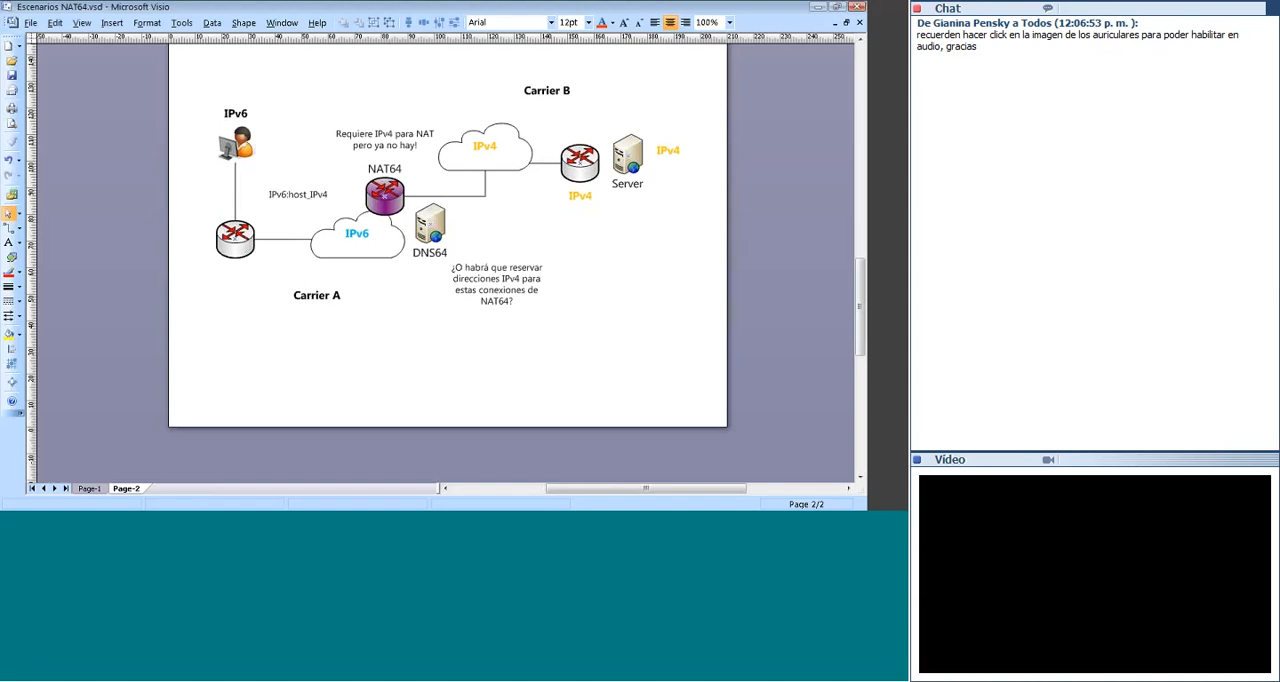 Escenarios NAT64.vsd - Microsoft Visio
File Edit View Insert Format Tools Data Shape Window Help
Arial 12pt 100%
Carrier B
IPv6
Requiere IPv4 para NAT
pero ya no hay!
IPv4
IPv4
NAT64
Server
IPv6:host_IPv4
IPv4
IPv6
DNS64
¿O habrá que reservar
direcciones IPv4 para
estas conexiones de
NAT64?
Carrier A
Page-1 Page-2
Page 2/2
Chat
De Gianina Pensky a Todos (12:06:53 p. m. ):
recuerden hacer click en la imagen de los auriculares para poder habilitar en
audio, gracias
Vídeo